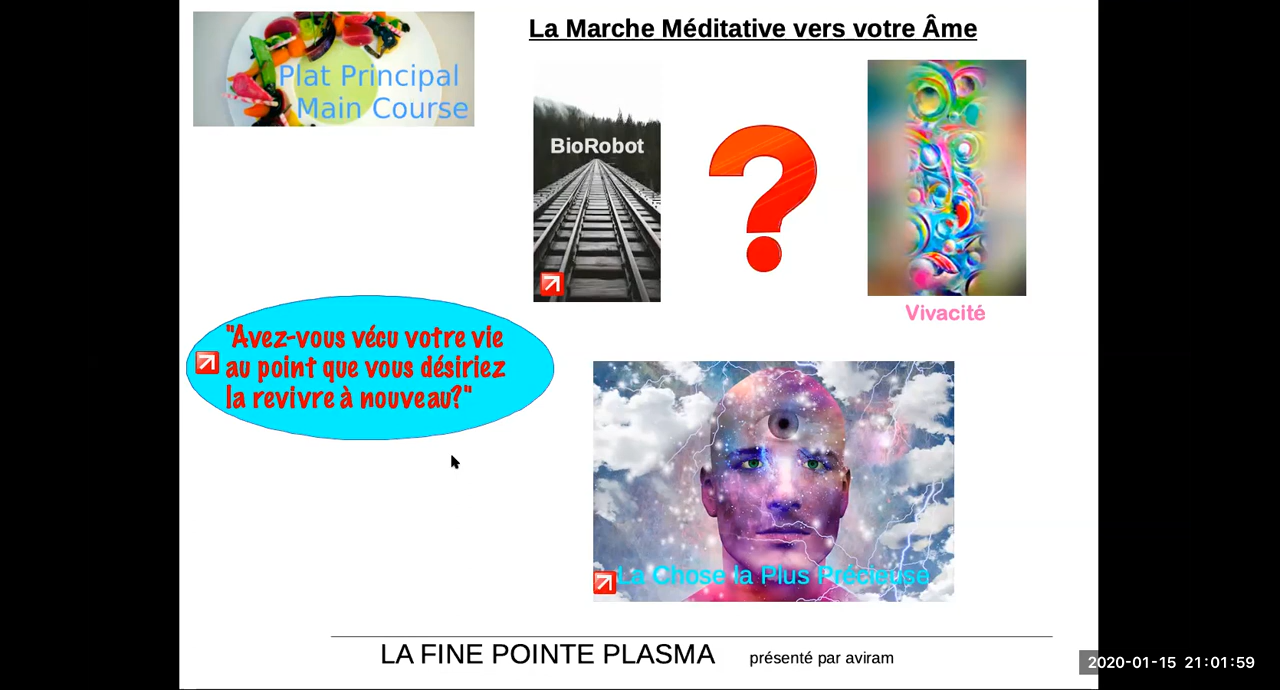 La Marche Méditative vers votre Âme
Plat Principal
Main Course
BioRobot
?
Vivacité
"Avez-vous vécu votre vie
au point que vous désiriez
la revivre à nouveau?"
La Chose la Plus Précieuse
LA FINE POINTE PLASMA présenté par aviram
2020-01-15 21:01:59